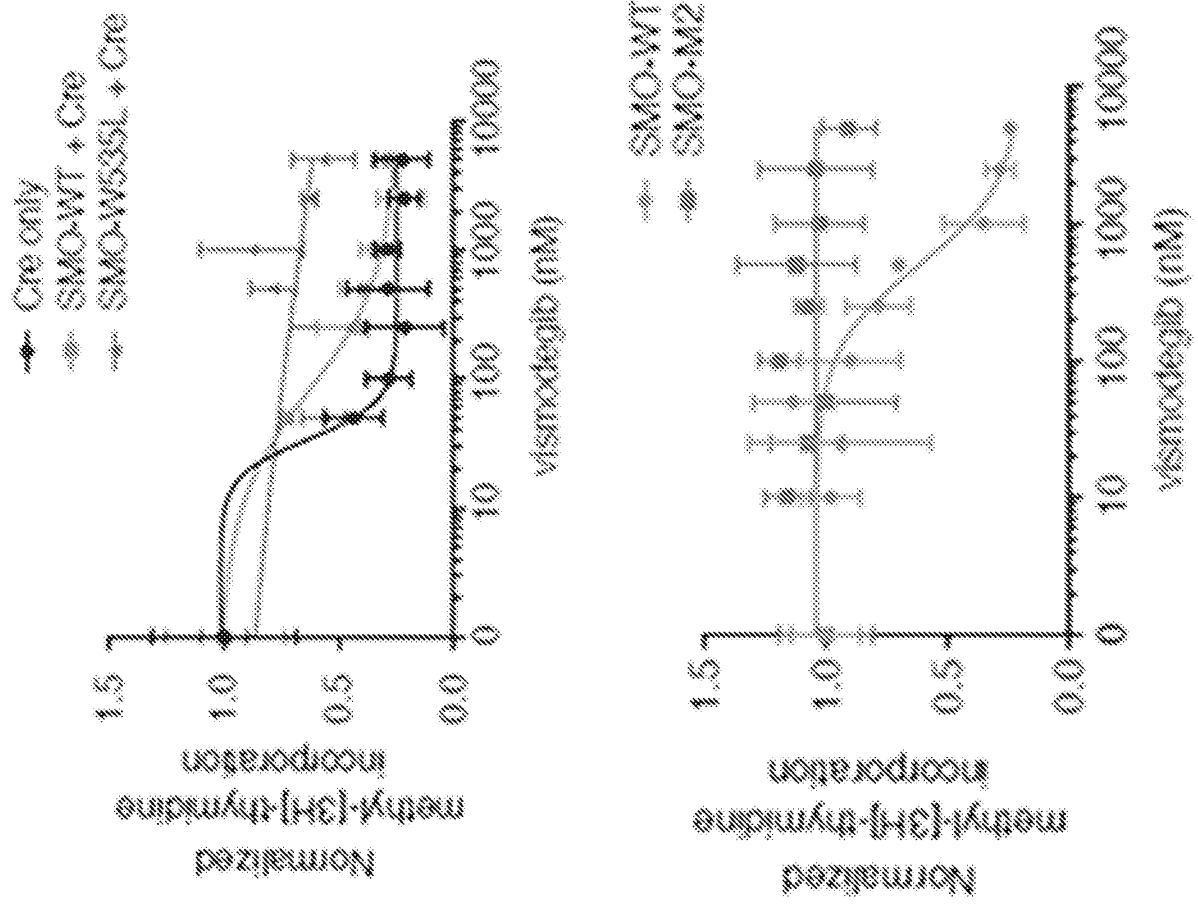 Cre only
SMO-WT + Cre
SMO-W535L + Cre
Normalized
methyl-[3H]-thymidine
incorporation
1.5
1.0
0.5
0.0
0
10
100
1000
10000
vismodegib (nM)
SMO-WT
SMO-M2
Normalized
methyl-[3H]-thymidine
incorporation
1.5
1.0
0.5
0.0
0
10
100
1000
10000
vismodegib (nM)